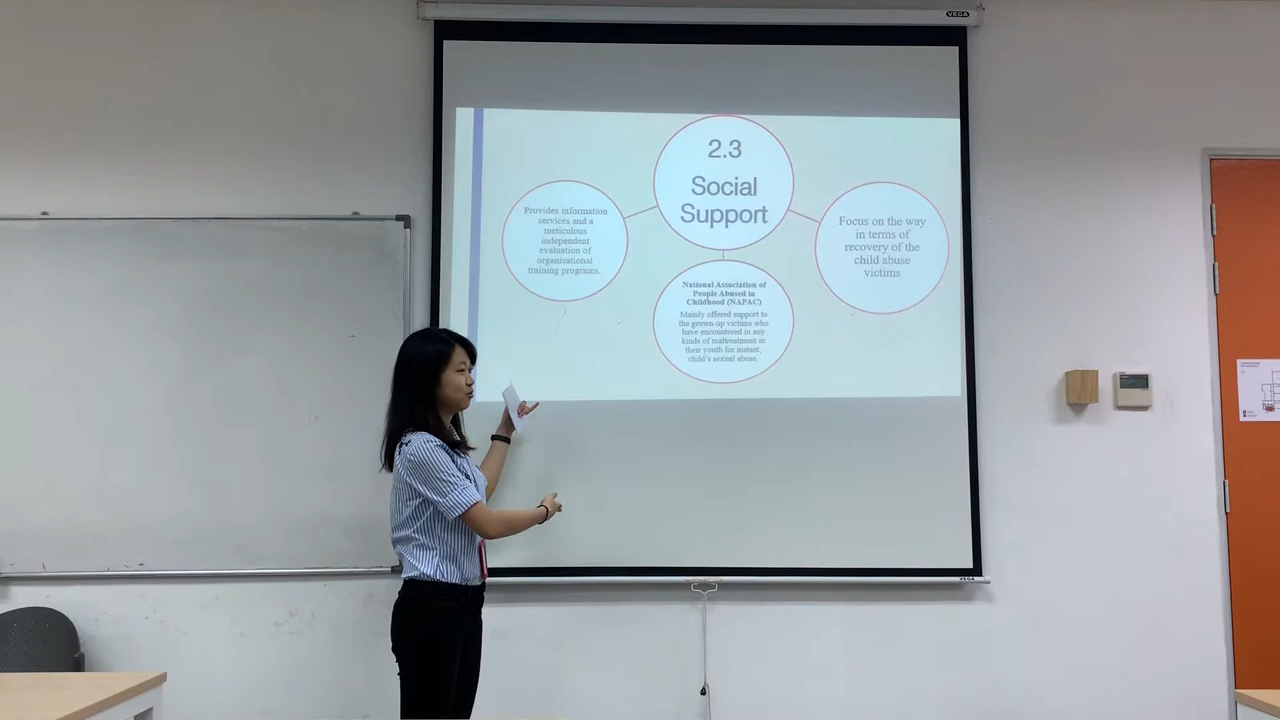 VEGA
2.3
Social
Support
Provides information
services and a
meticulous
independent
evaluation of
organisational
training programs.
National Association of
People Abused in
Childhood (NAPAC)
Mainly offered support to
the grown-up victims who
have encountered in any
kinds of maltreatment in
their youth for instant,
child's sexual abuse.
Focus on the way
in terms of
recovery of the
child abuse
victims
VEGA